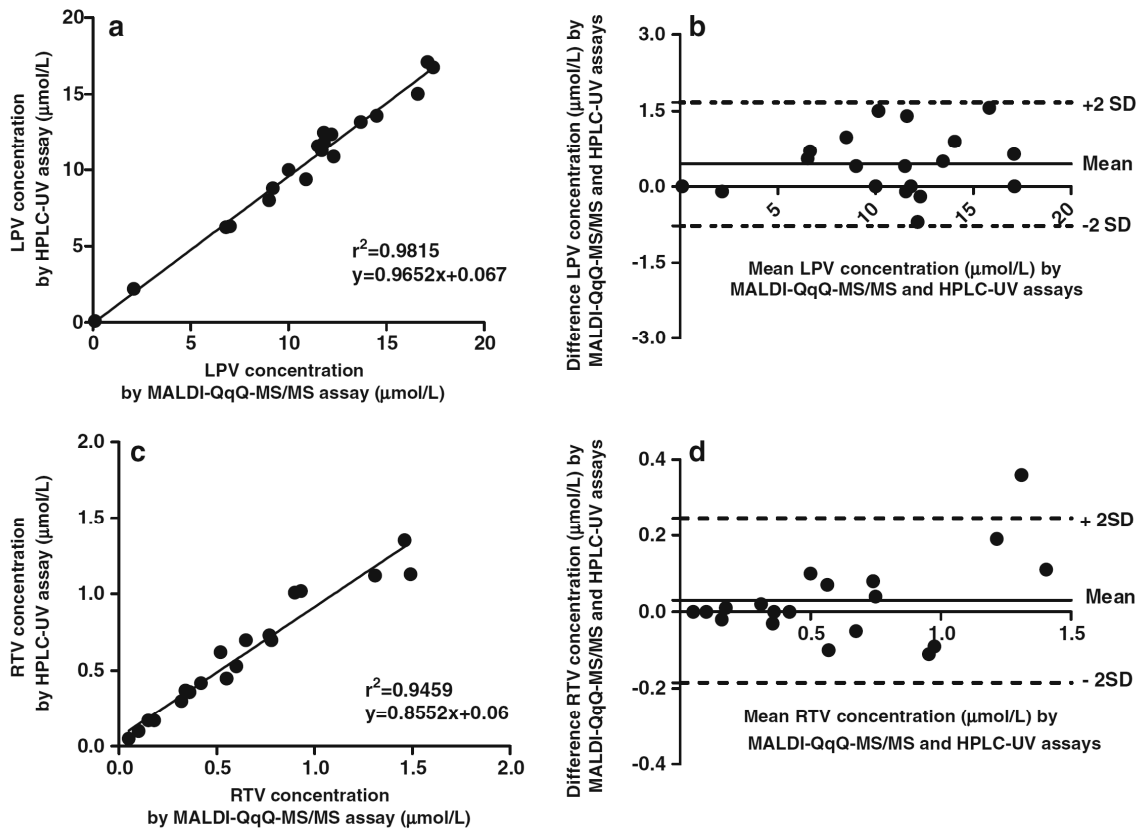 a
20
15
10
5
0
0
5
10
15
20
LPV concentration
by HPLC-UV assay (µmol/L)
r²=0.9815
y=0.9652x+0.067
LPV concentration
by MALDI-QqQ-MS/MS assay (µmol/L)
b
3.0
1.5
0.0
-1.5
-3.0
5
10
15
20
+2 SD
Mean
-2 SD
Difference LPV concentration (µmol/L) by
MALDI-QqQ-MS/MS and HPLC-UV assays
Mean LPV concentration (µmol/L) by
MALDI-QqQ-MS/MS and HPLC-UV assays
c
2.0
1.5
1.0
0.5
0.0
0.0
0.5
1.0
1.5
2.0
RTV concentration
by HPLC-UV assay (µmol/L)
r²=0.9459
y=0.8552x+0.06
RTV concentration
by MALDI-QqQ-MS/MS assay (µmol/L)
d
0.4
0.2
0.0
-0.2
-0.4
0.5
1.0
1.5
+ 2SD
Mean
- 2SD
Difference RTV concentration (µmol/L) by
MALDI-QqQ-MS/MS and HPLC-UV assays
Mean RTV concentration (µmol/L) by
MALDI-QqQ-MS/MS and HPLC-UV assays